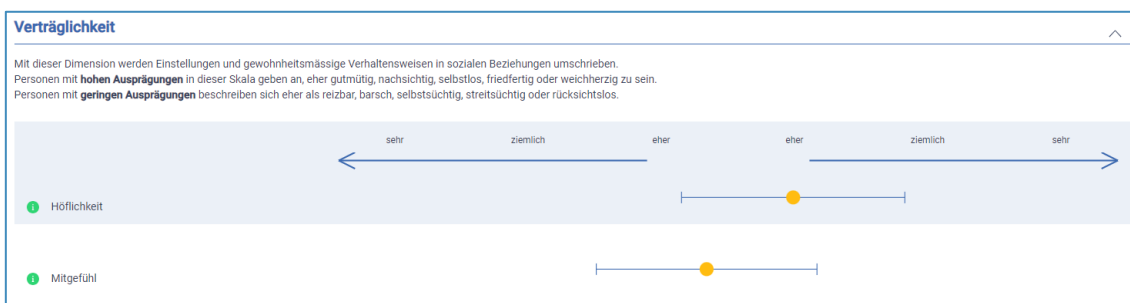 Verträglichkeit
Mit dieser Dimension werden Einstellungen und gewohnheitsmässige Verhaltensweisen in sozialen Beziehungen umschrieben.
Personen mit hohen Ausprägungen in dieser Skala geben an, eher gutmütig, nachsichtig, selbstlos, friedfertig oder weichherzig zu sein.
Personen mit geringen Ausprägungen beschreiben sich eher als reizbar, barsch, selbstsüchtig, streitsüchtig oder rücksichtslos.
sehr ziemlich eher eher ziemlich sehr
i Höflichkeit
i Mitgefühl